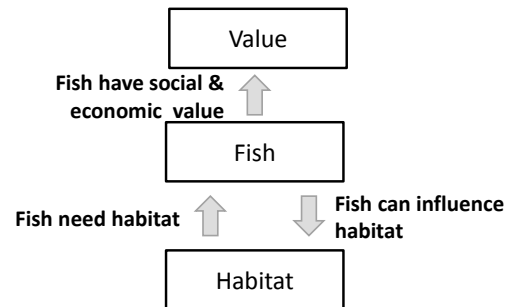 Value
Fish have social &
economic value
Fish
Fish need habitat
Fish can influence
habitat
Habitat